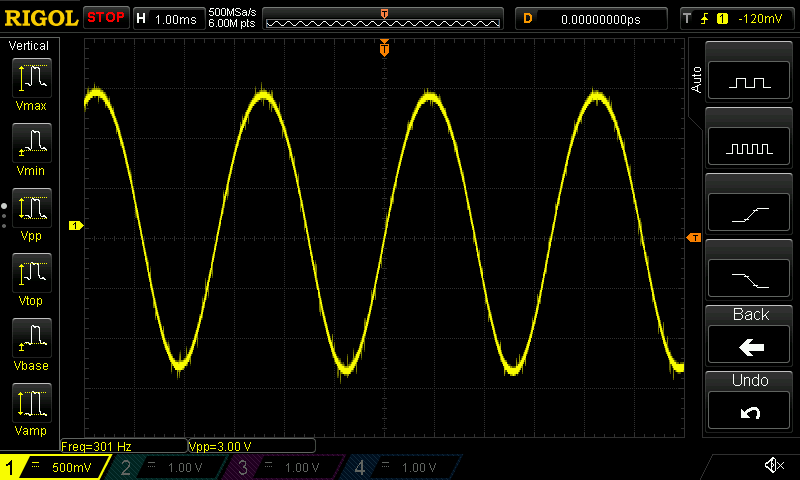 RIGOL STOP H 1.00ms 500MSa/s D 0.00000000ps T 1 -120mV
6.00M pts
T
Vertical
Auto
Vmax
Vmin
1
Vpp
T
Vtop
Vbase
Back
Vamp
Undo
Freq=301 Hz Vpp=3.00 V
1 500mV 2 1.00 V 3 1.00 V 4 1.00 V